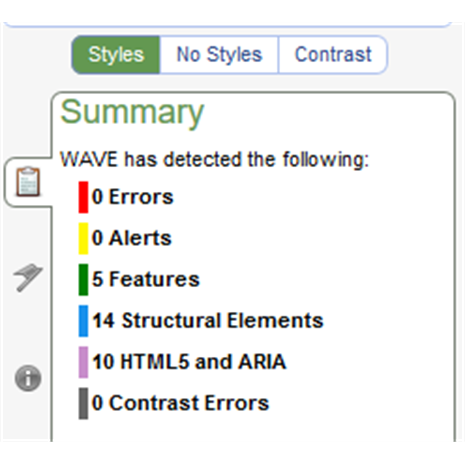 Styles No Styles Contrast
Summary
WAVE has detected the following:
0 Errors
0 Alerts
5 Features
14 Structural Elements
10 HTML5 and ARIA
0 Contrast Errors